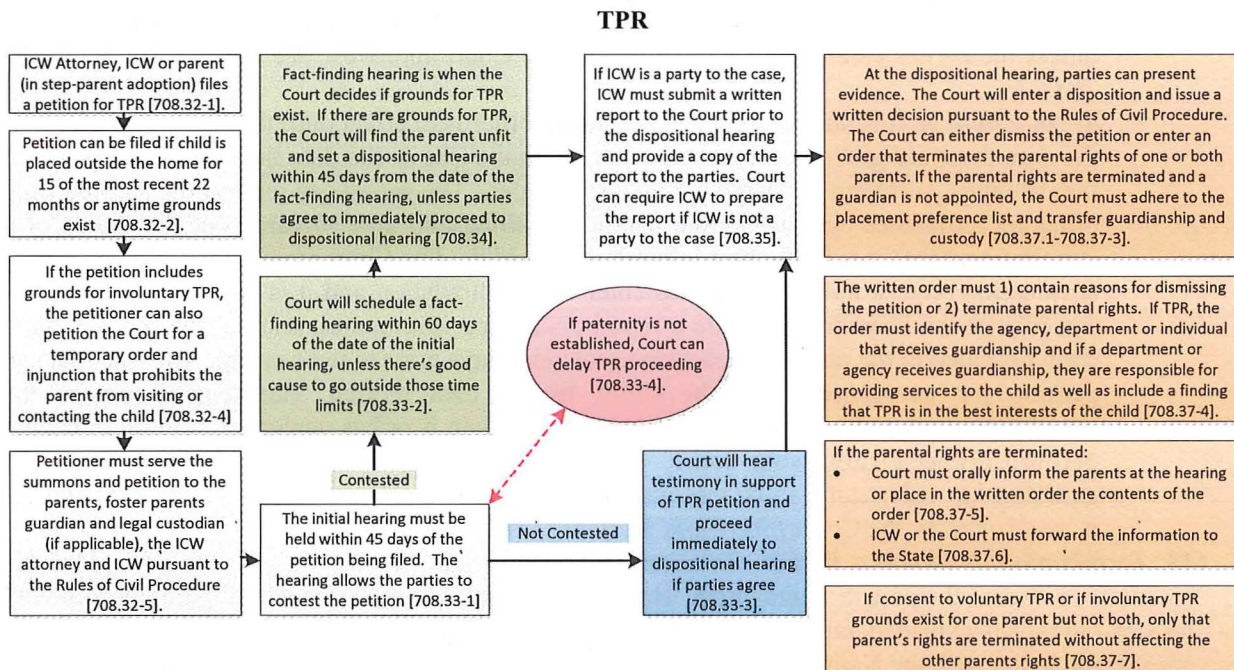 TPR
ICW Attorney, ICW or parent
(in step-parent adoption) files
a petition for TPR [708.32-1].
Petition can be filed if child is
placed outside the home for
15 of the most recent 22
months or anytime grounds
exist [708.32-2].
If the petition includes
grounds for involuntary TPR,
the petitioner can also
petition the Court for a
temporary order and
injunction that prohibits the
parent from visiting or
contacting the child [708.32-4]
Petitioner must serve the
summons and petition to the
parents, foster parents
guardian and legal custodian
(if applicable), the ICW
attorney and ICW pursuant to
the Rules of Civil Procedure
[708.32-5].
The initial hearing must be
held within 45 days of the
petition being filed. The
hearing allows the parties to
contest the petition [708.33-1]
Contested
Court will schedule a fact-
finding hearing within 60 days
of the date of the initial
hearing, unless there's good
cause to go outside those time
limits [708.33-2].
Fact-finding hearing is when the
Court decides if grounds for TPR
exist. If there are grounds for TPR,
the Court will find the parent unfit
and set a dispositional hearing
within 45 days from the date of the
fact-finding hearing, unless parties
agree to immediately proceed to
dispositional hearing [708.34].
If paternity is not
established, Court can
delay TPR proceeding
[708.33-4].
Not Contested
Court will hear
testimony in support
of TPR petition and
proceed
immediately to
dispositional hearing
if parties agree
[708.33-3].
If ICW is a party to the case,
ICW must submit a written
report to the Court prior to
the dispositional hearing
and provide a copy of the
report to the parties. Court
can require ICW to prepare
the report if ICW is not a
party to the case [708.35].
At the dispositional hearing, parties can present
evidence. The Court will enter a disposition and issue a
written decision pursuant to the Rules of Civil Procedure.
The Court can either dismiss the petition or enter an
order that terminates the parental rights of one or both
parents. If the parental rights are terminated and a
guardian is not appointed, the Court must adhere to the
placement preference list and transfer guardianship and
custody [708.37.1-708.37-3].
The written order must 1) contain reasons for dismissing
the petition or 2) terminate parental rights. If TPR, the
order must identify the agency, department or individual
that receives guardianship and if a department or
agency receives guardianship, they are responsible for
providing services to the child as well as include a finding
that TPR is in the best interests of the child [708.37-4].
If the parental rights are terminated:
• Court must orally inform the parents at the hearing
or place in the written order the contents of the
order [708.37-5].
• ICW or the Court must forward the information to
the State [708.37.6].
If consent to voluntary TPR or if involuntary TPR
grounds exist for one parent but not both, only that
parent's rights are terminated without affecting the
other parents rights [708.37-7].